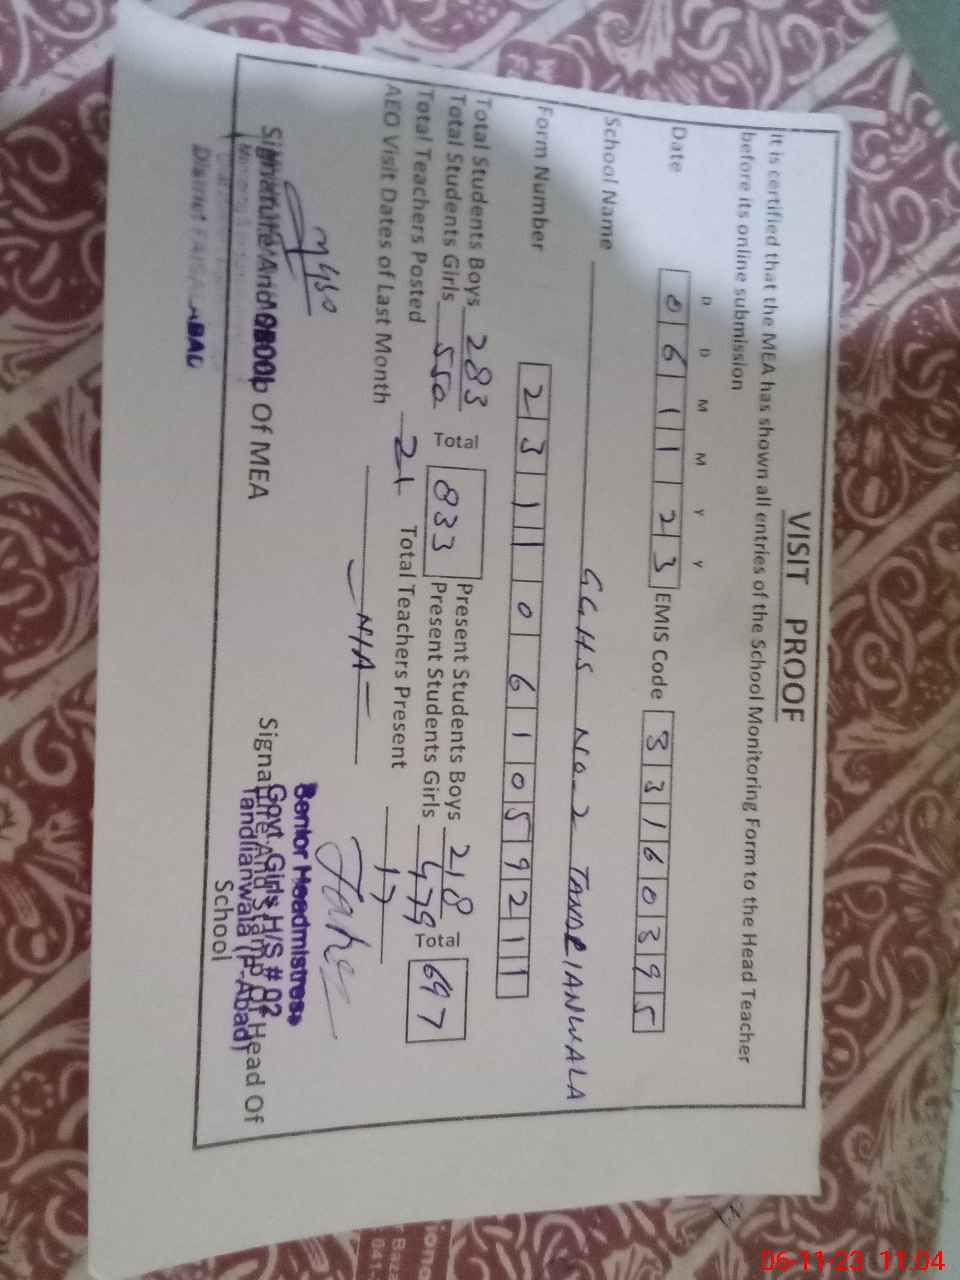 VISIT PROOF
It is certified that the MEA has shown all entries of the School Monitoring Form to the Head Teacher
before its online submission
D D M M Y Y
Date 0 6 1 1 2 3 EMIS Code 3 3 1 6 0 3 9 5
School Name GGHS No-2 TANDLIANWALA
Form Number 2 3 1 1 0 6 1 0 5 9 2 1 1
Total Students Boys 283 Total 833 Present Students Boys 218 Total 697
Total Students Girls 550 Present Students Girls 479
Total Teachers Posted 21 Total Teachers Present 17
AEO Visit Dates of Last Month N/A
Signature And Of MEA
District FAISALABAD
Senior Headmistress
Govt. Girls H/S # 02
Tandlianwala (F-Abad)
Signature And Stamp Of Head Of
School
06-11-23 11:04